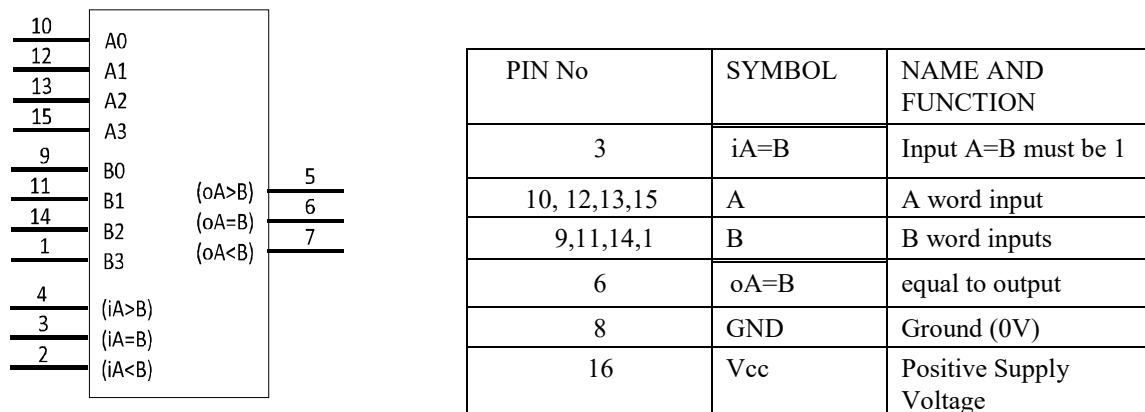 10 A0
12 A1
13 A2
15 A3
9 B0
11 B1
14 B2
1 B3
4 (iA>B)
3 (iA=B)
2 (iA<B)
(oA>B) 5
(oA=B) 6
(oA<B) 7
PIN No SYMBOL NAME AND
FUNCTION
3 iA=B Input A=B must be 1
10, 12,13,15 A A word input
9,11,14,1 B B word inputs
6 oA=B equal to output
8 GND Ground (0V)
16 Vcc Positive Supply
Voltage